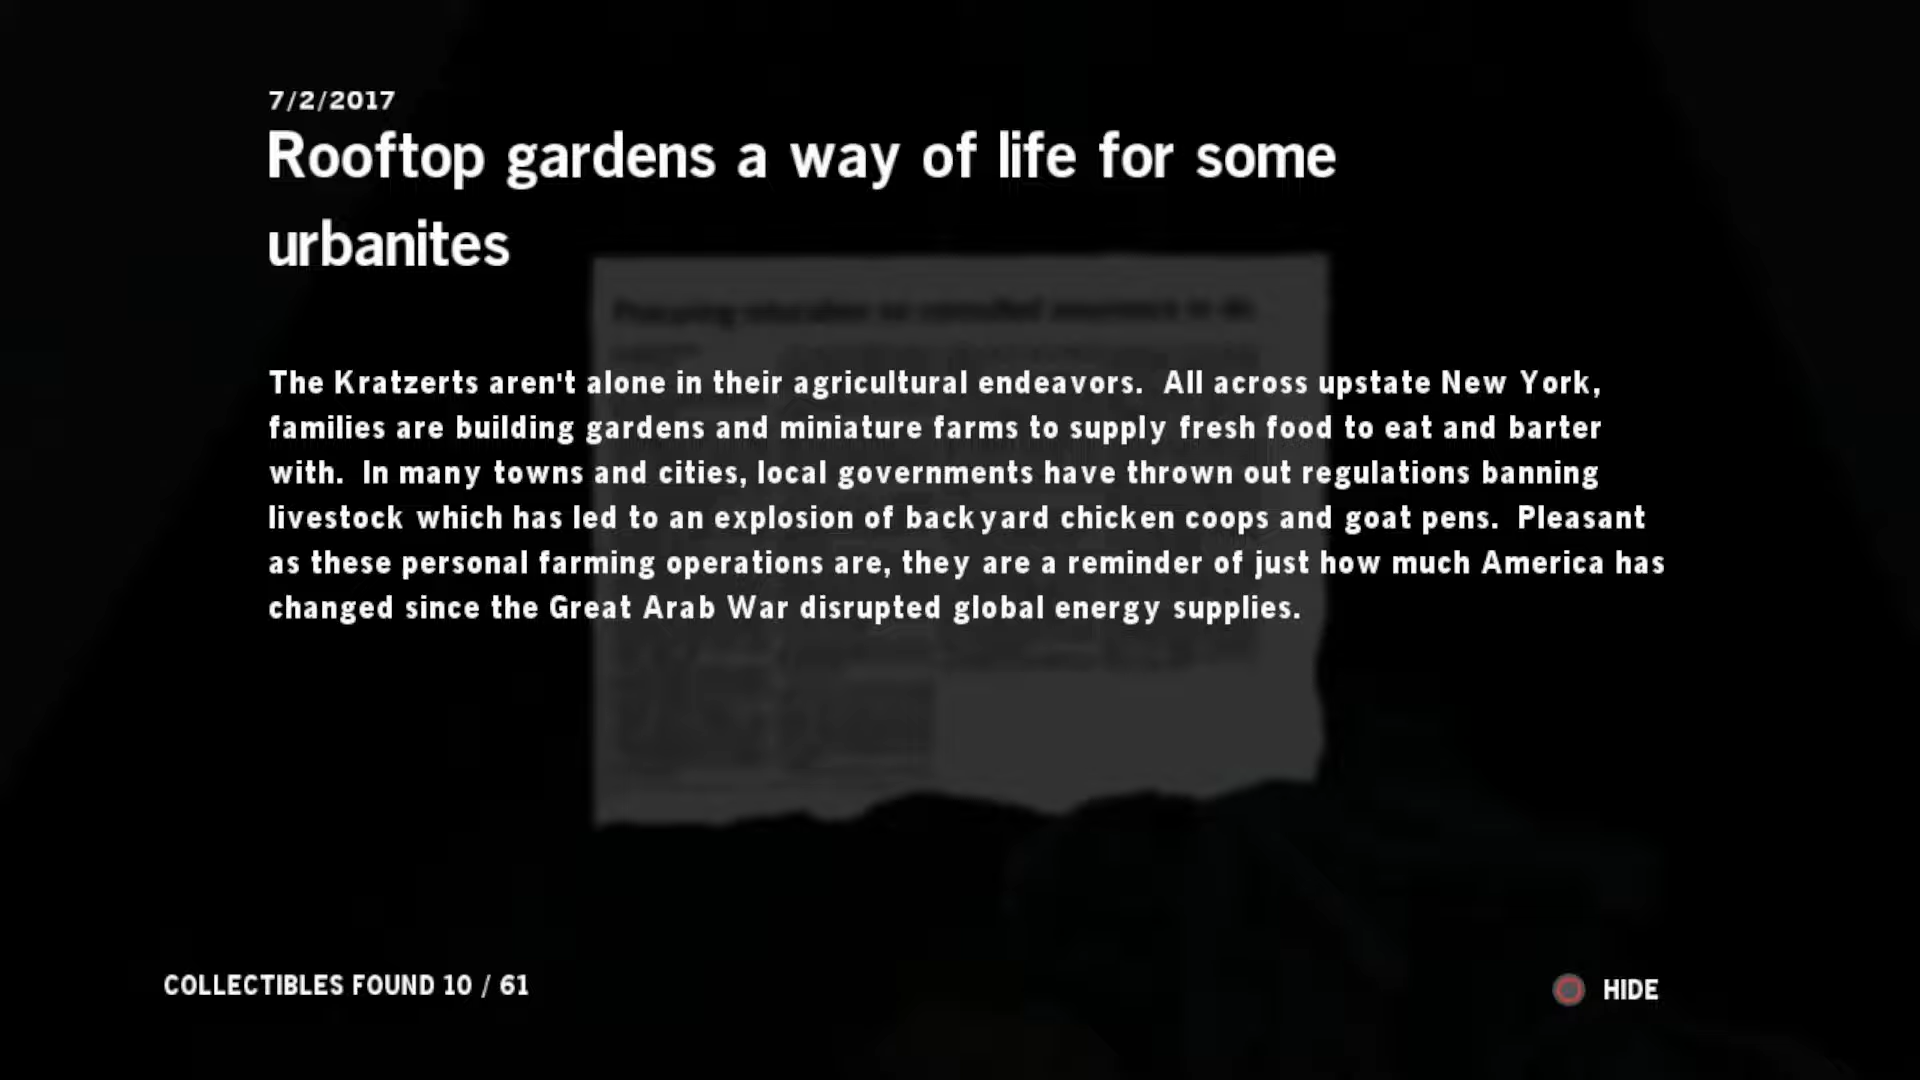 7/2/2017
Rooftop gardens a way of life for some
urbanites
The Kratzerts aren't alone in their agricultural endeavors.  All across upstate New York,
families are building gardens and miniature farms to supply fresh food to eat and barter
with.  In many towns and cities, local governments have thrown out regulations banning
livestock which has led to an explosion of backyard chicken coops and goat pens.  Pleasant
as these personal farming operations are, they are a reminder of just how much America has
changed since the Great Arab War disrupted global energy supplies.
COLLECTIBLES FOUND 10 / 61
HIDE